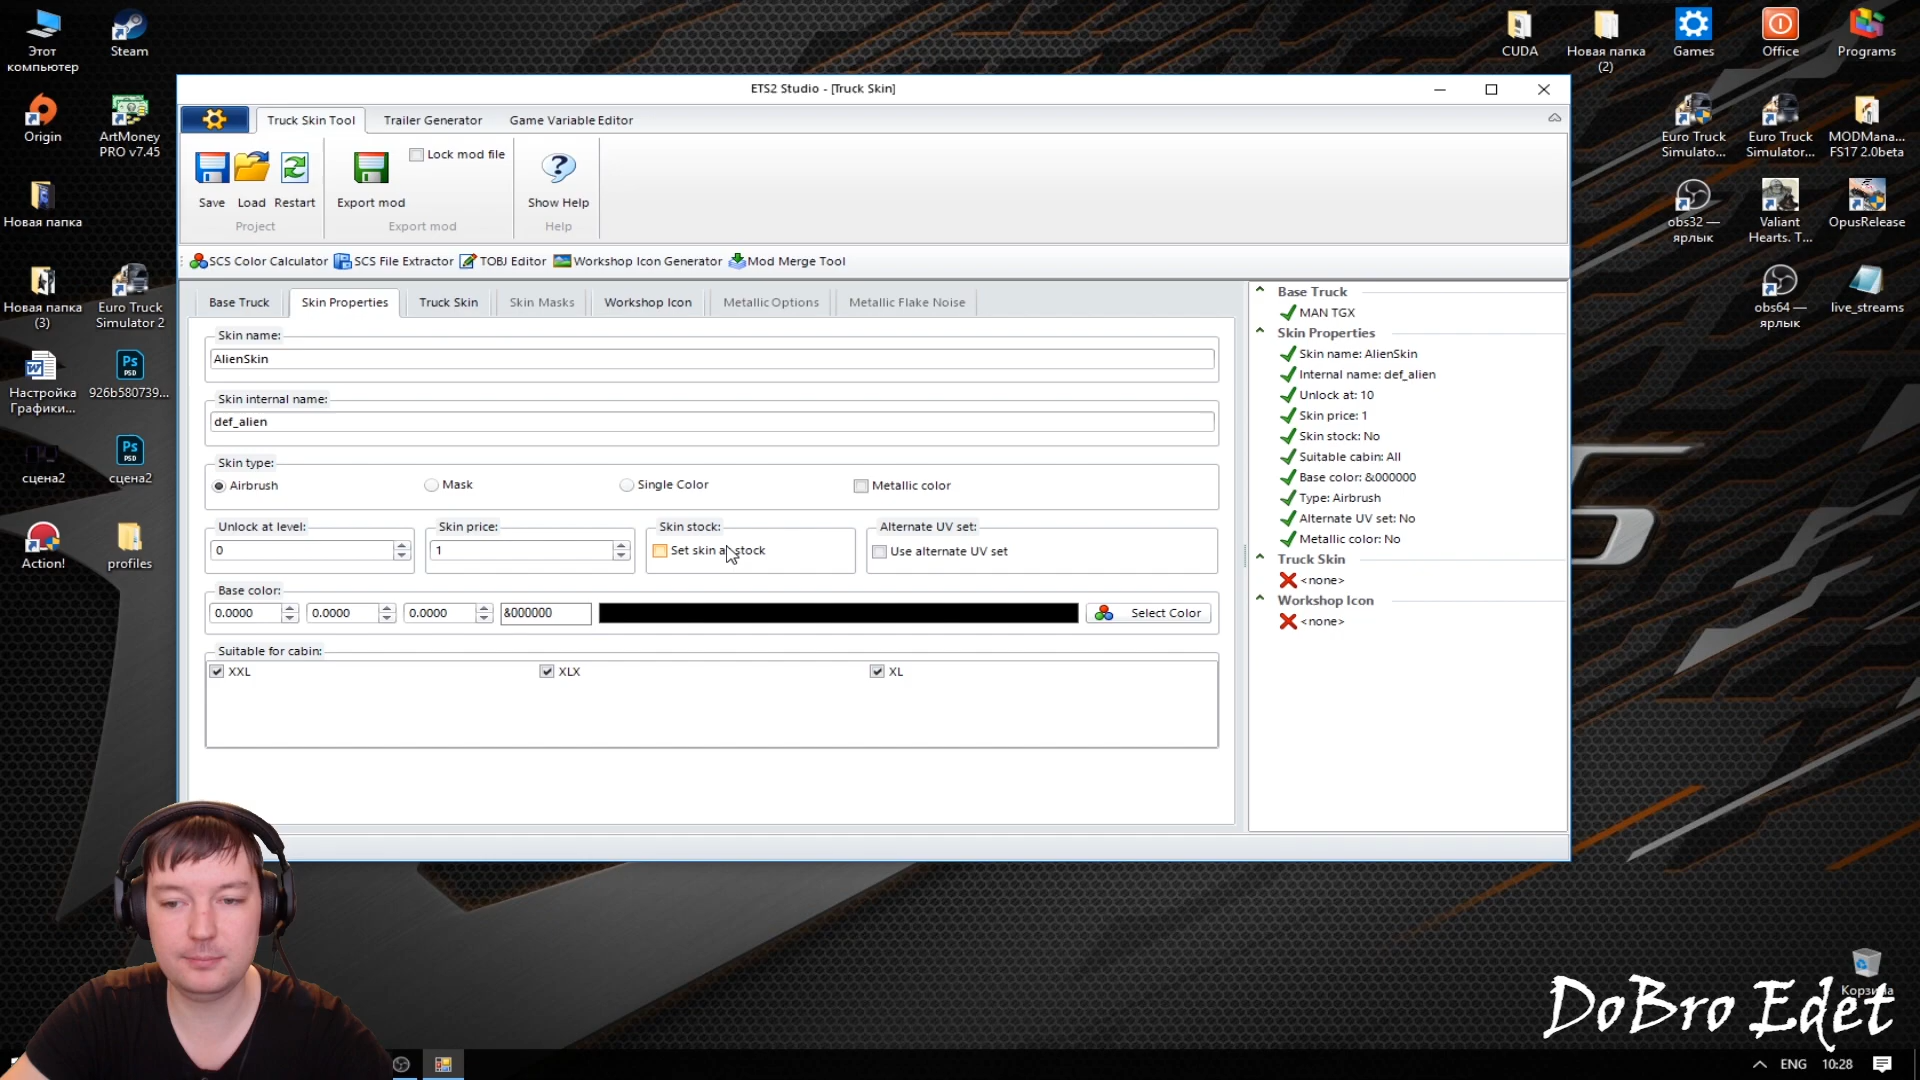 Этот
компьютер
Steam
Origin
ArtMoney
PRO v7.45
Новая папка
Новая папка
(3)
Euro Truck
Simulator 2
Настройка
Графики...
926b580739...
сцена2
сцена2
Action!
profiles
CUDA
Новая папка
(2)
Games
Office
Programs
Euro Truck
Simulato...
Euro Truck
Simulator...
MODMana...
FS17 2.0beta
obs32 —
ярлык
Valiant
Hearts. T...
OpusRelease
obs64 —
ярлык
live_streams
Корзина
ETS2 Studio - [Truck Skin]
Truck Skin Tool
Trailer Generator
Game Variable Editor
Save
Load
Restart
Project
Export mod
Lock mod file
Export mod
Show Help
Help
SCS Color Calculator
SCS File Extractor
TOBJ Editor
Workshop Icon Generator
Mod Merge Tool
Base Truck
Skin Properties
Truck Skin
Skin Masks
Workshop Icon
Metallic Options
Metallic Flake Noise
Skin name:
AlienSkin
Skin internal name:
def_alien
Skin type:
Airbrush
Mask
Single Color
Metallic color
Unlock at level:
0
Skin price:
1
Skin stock:
Set skin as stock
Alternate UV set:
Use alternate UV set
Base color:
0.0000
0.0000
0.0000
&000000
Select Color
Suitable for cabin:
XXL
XLX
XL
Base Truck
MAN TGX
Skin Properties
Skin name: AlienSkin
Internal name: def_alien
Unlock at: 10
Skin price: 1
Skin stock: No
Suitable cabin: All
Base color: &000000
Type: Airbrush
Alternate UV set: No
Metallic color: No
Truck Skin
<none>
Workshop Icon
<none>
DoBro Edet
ENG
10:28